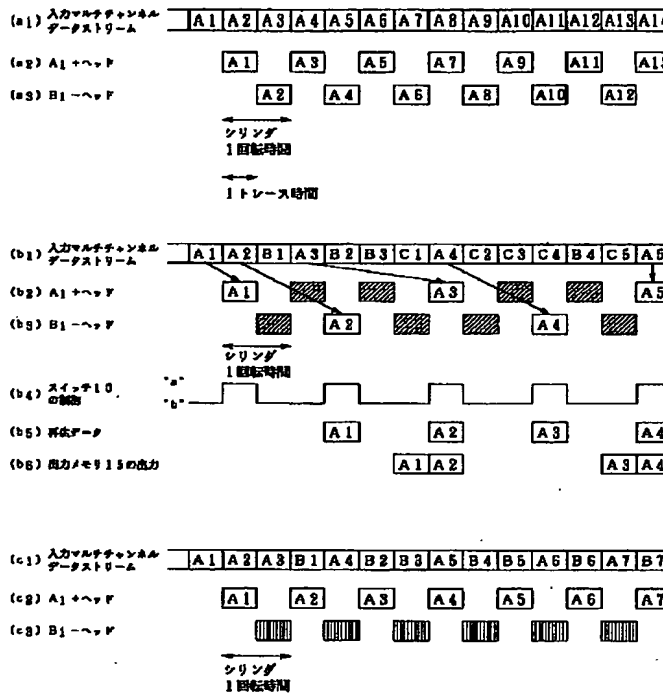 (a1) 入力マルチチャンネル データストリーム A1 A2 A3 A4 A5 A6 A7 A8 A9 A10 A11 A12 A13 A14
(a2) A1+ヘッド A1 A3 A5 A7 A9 A11 A13
(a3) B1-ヘッド A2 A4 A6 A8 A10 A12
シリンダ
1回転時間
1トレース時間
(b1) 入力マルチチャンネル データストリーム A1 A2 B1 A3 B2 B3 C1 A4 C2 C3 C4 B4 C5 A5
(b2) A1+ヘッド A1 A3 A5
(b3) B1-ヘッド A2 A4
シリンダ
1回転時間
(b4) スイッチ10の制御 "a" "b"
(b5) 再生データ A1 A2 A3 A4
(b6) 出力メモリ15の出力 A1 A2 A3 A4
(c1) 入力マルチチャンネル データストリーム A1 A2 A3 B1 A4 B2 B3 A5 B4 B5 A6 B6 A7 B7
(c2) A1+ヘッド A1 A2 A3 A4 A5 A6 A7
(c3) B1-ヘッド
シリンダ
1回転時間